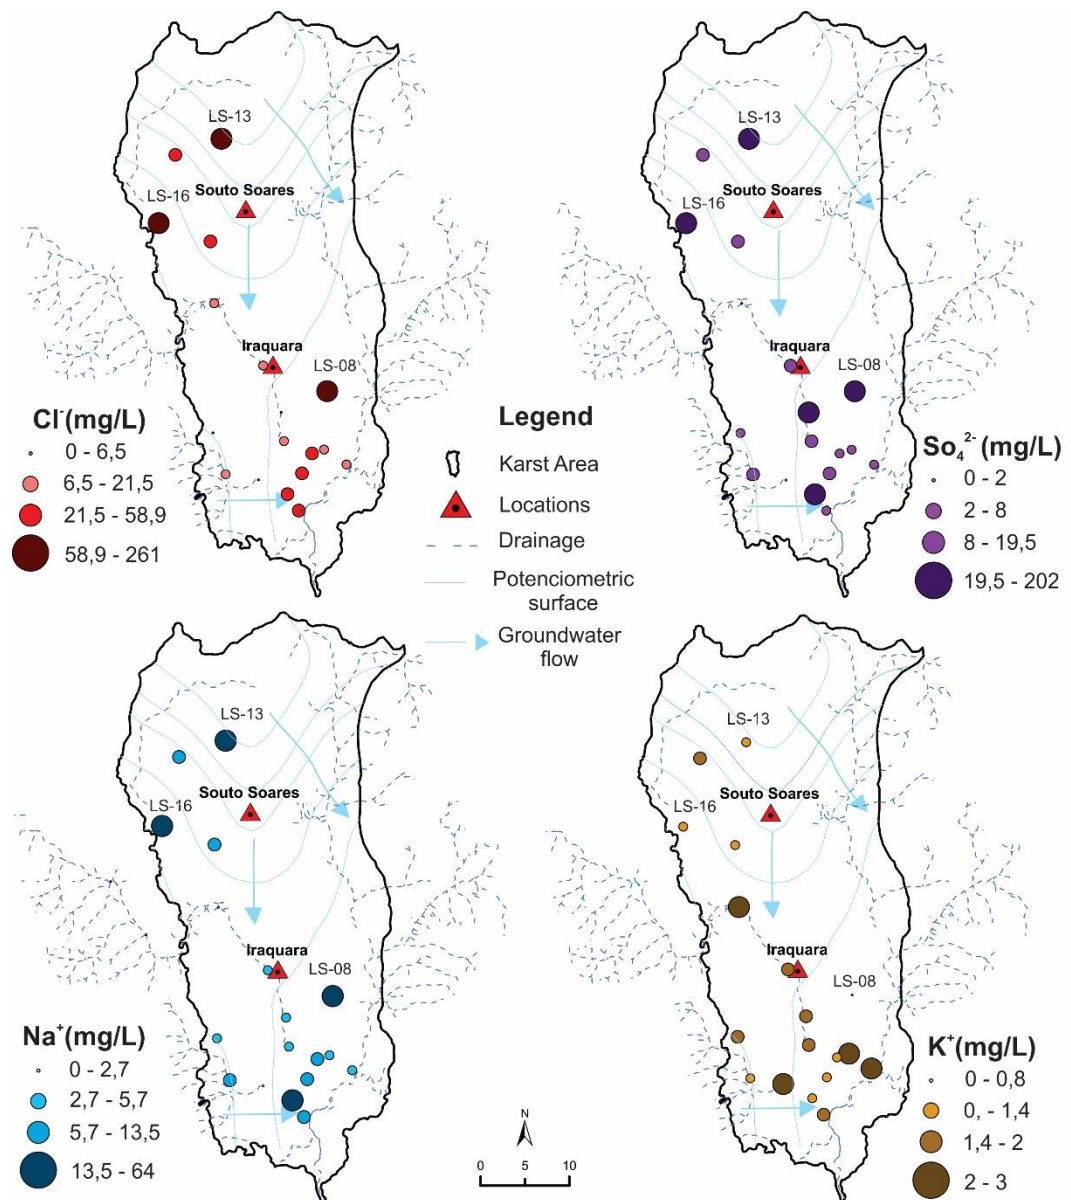 LS-13
LS-16
Souto Soares
Iraquara
LS-08
Cl⁻(mg/L)
0 - 6,5
6,5 - 21,5
21,5 - 58,9
58,9 - 261
LS-13
LS-16
Souto Soares
Iraquara
LS-08
So₄²⁻ (mg/L)
0 - 2
2 - 8
8 - 19,5
19,5 - 202
Legend
Karst Area
Locations
Drainage
Potenciometric
surface
Groundwater
flow
LS-13
LS-16
Souto Soares
Iraquara
LS-08
Na⁺(mg/L)
0 - 2,7
2,7 - 5,7
5,7 - 13,5
13,5 - 64
N
0 5 10
LS-13
LS-16
Souto Soares
Iraquara
LS-08
K⁺(mg/L)
0 - 0,8
0, - 1,4
1,4 - 2
2 - 3